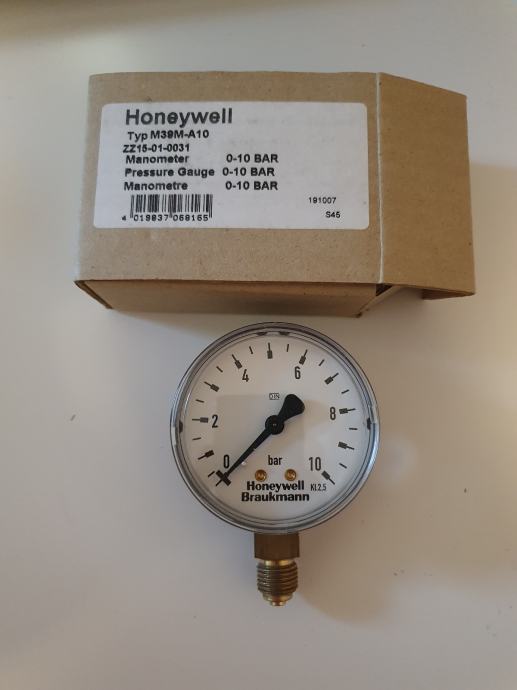 Honeywell
Typ M39M-A10
ZZ15-01-0031
Manometer 0-10 BAR
Pressure Gauge 0-10 BAR
Manometre 0-10 BAR
4 019837 068165
191007
S45
0
2
4
6
8
10
DIN
bar
Honeywell
Braukmann
Kl.2,5